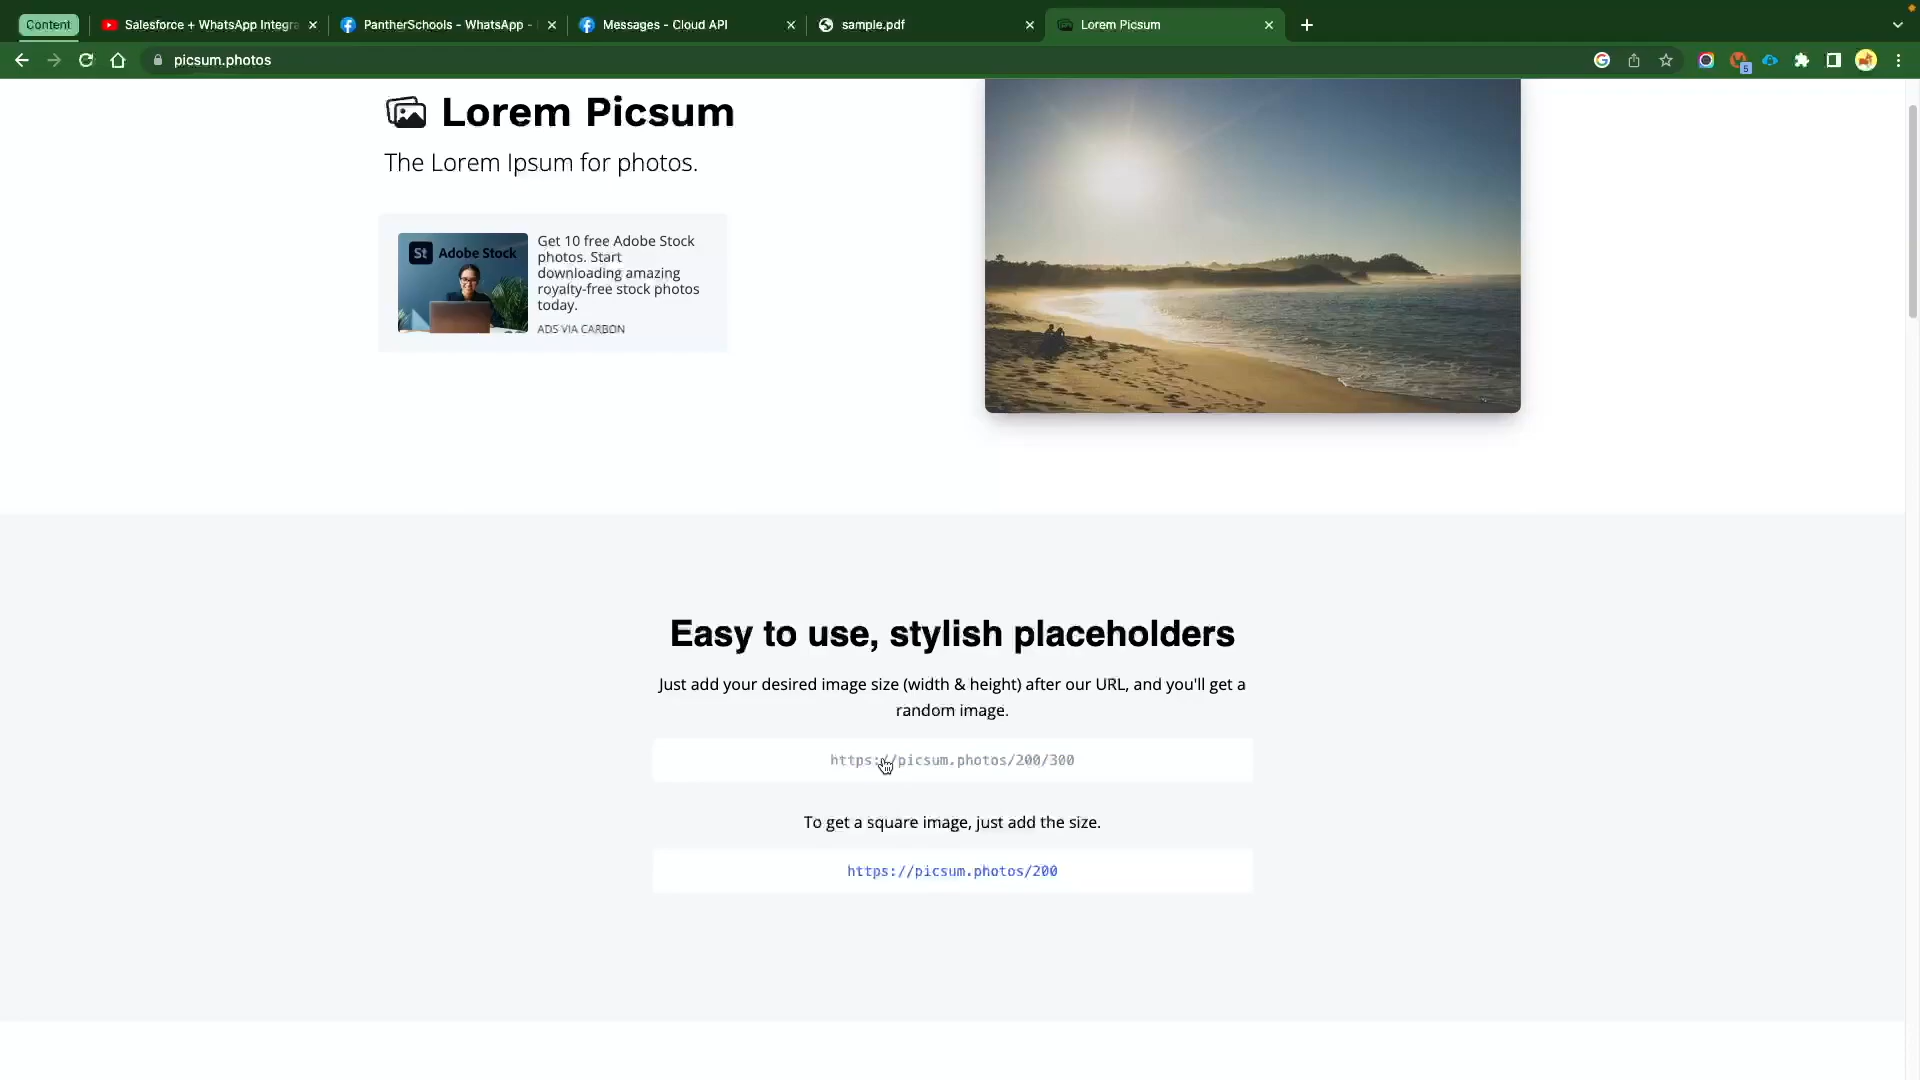 Content
Salesforce + WhatsApp Integra
PantherSchools - WhatsApp -
Messages - Cloud API
sample.pdf
Lorem Picsum
picsum.photos
5
Lorem Picsum
The Lorem Ipsum for photos.
St Adobe Stock
Get 10 free Adobe Stock
photos. Start
downloading amazing
royalty-free stock photos
today.
ADS VIA CARBON
Easy to use, stylish placeholders
Just add your desired image size (width & height) after our URL, and you'll get a
random image.
https://picsum.photos/200/300
To get a square image, just add the size.
https://picsum.photos/200